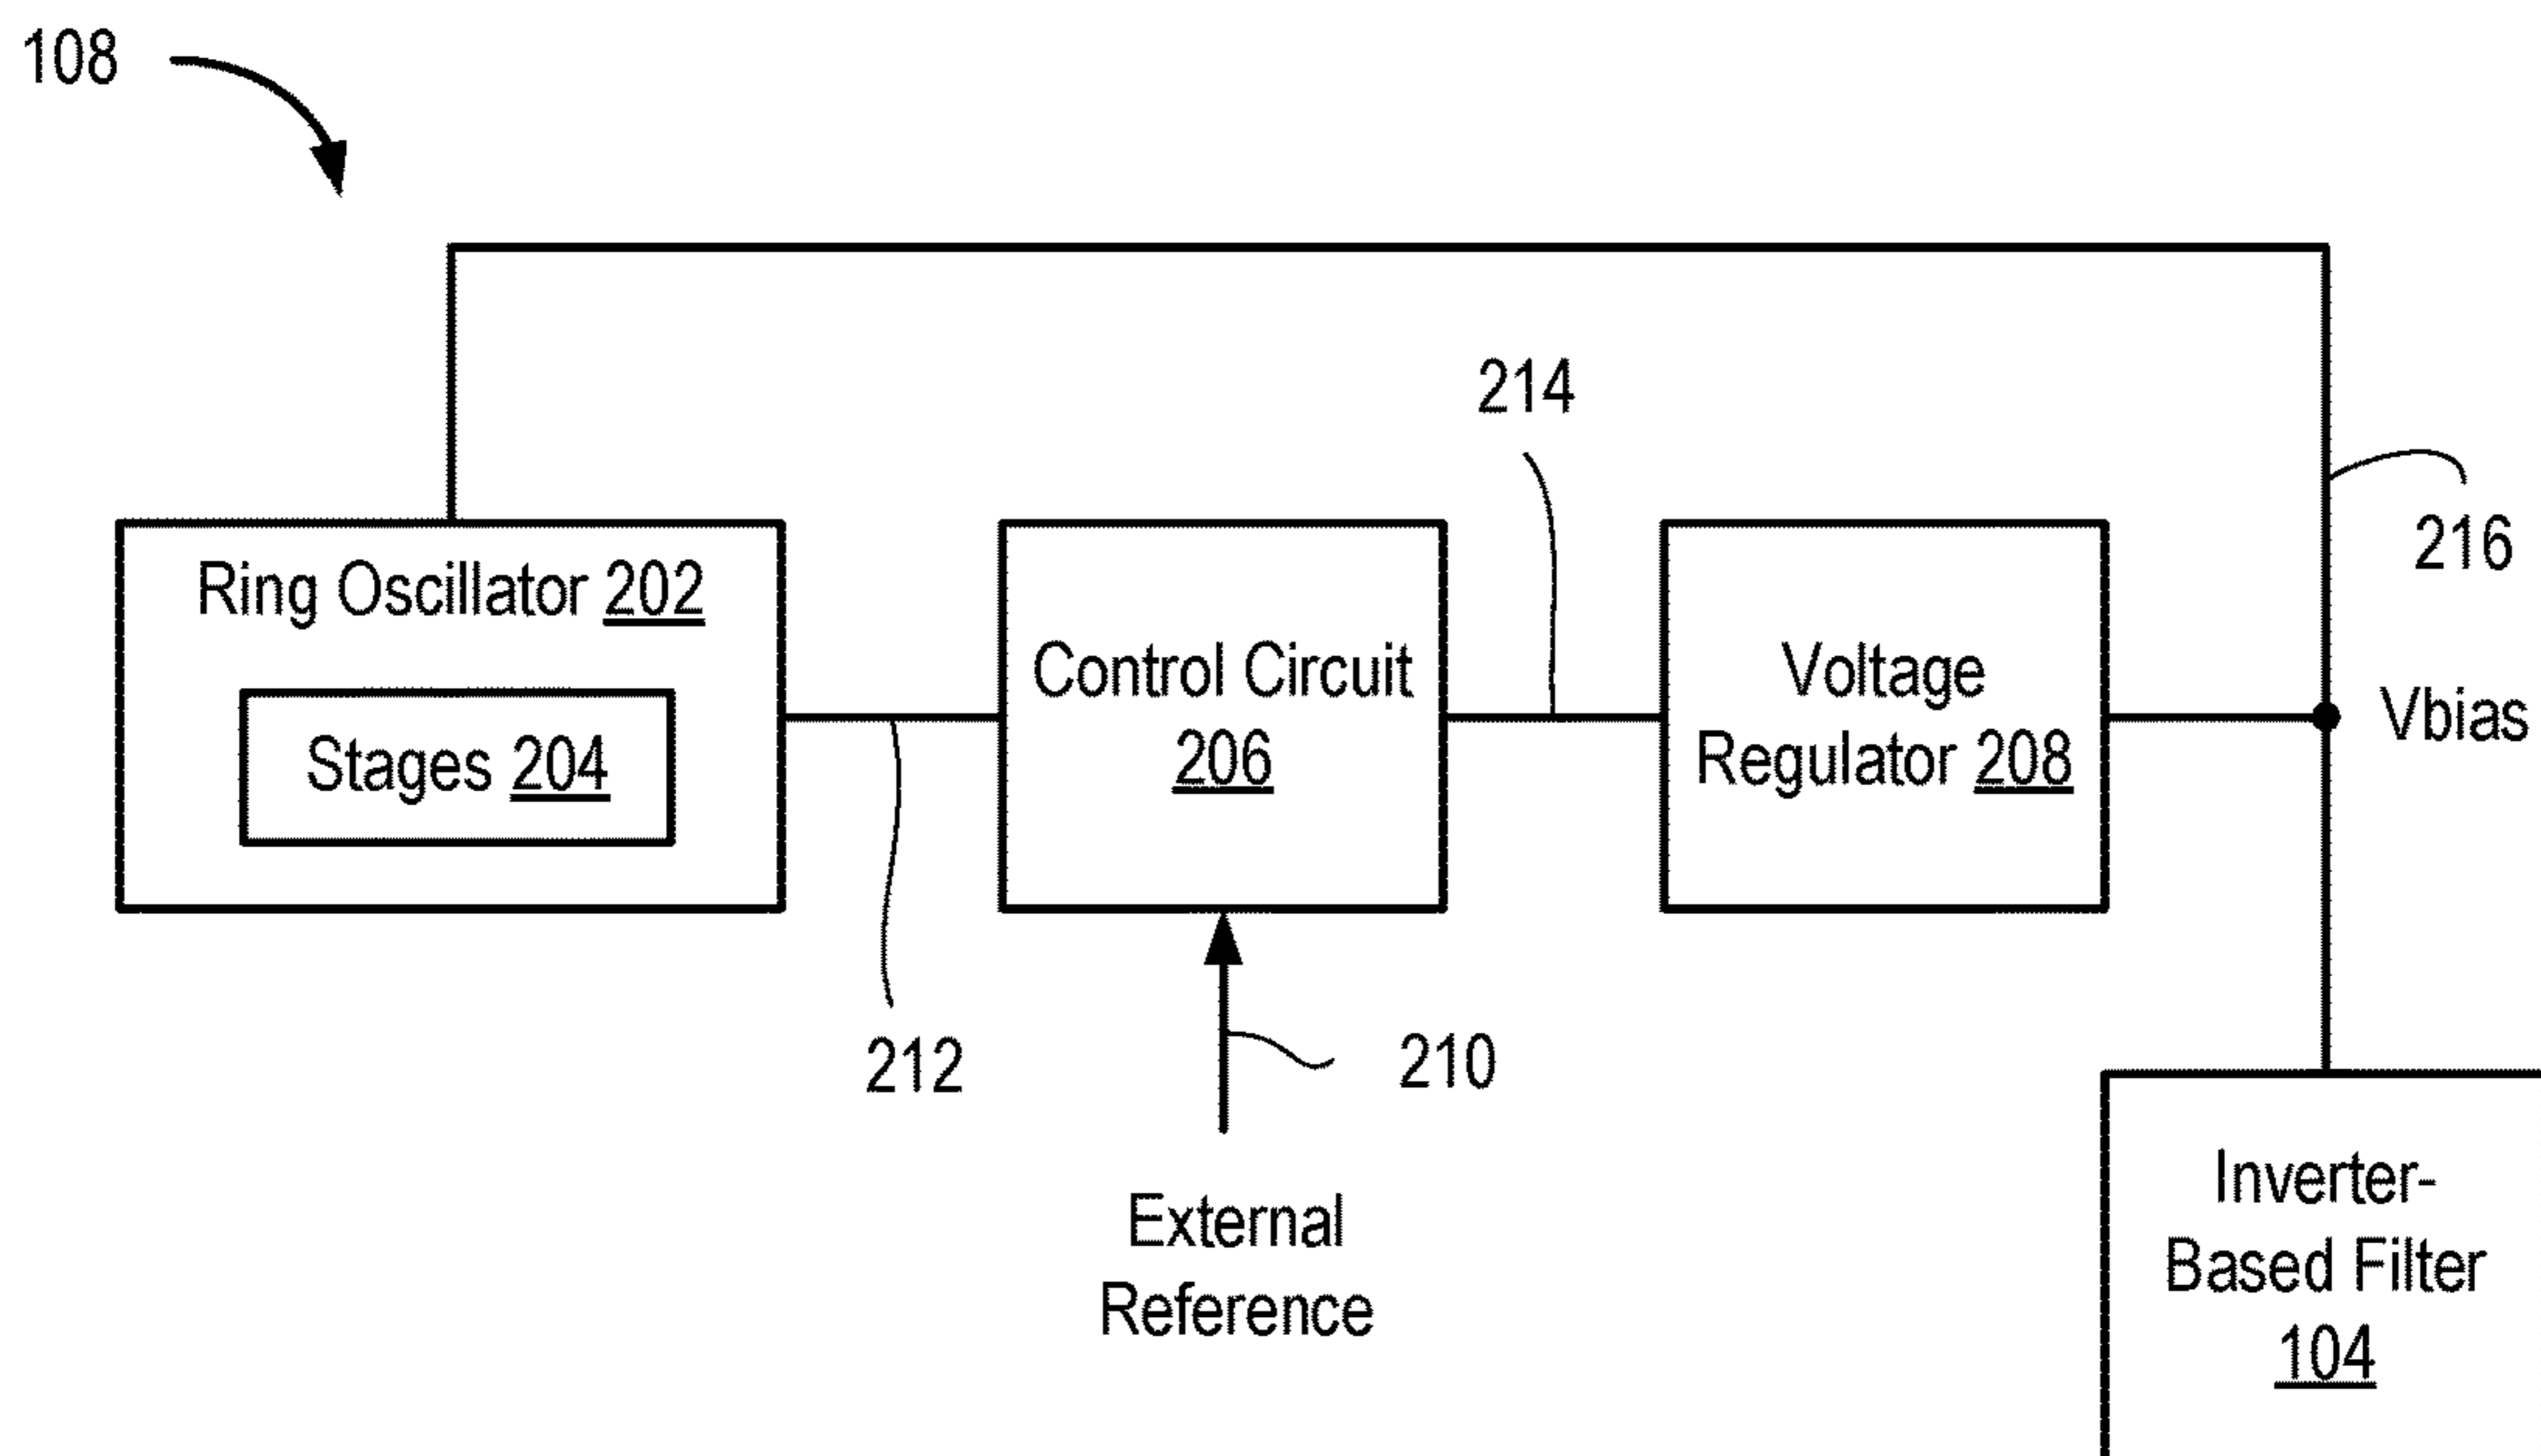 108
214
216
Ring Oscillator 202
Stages 204
Control Circuit
206
Voltage
Regulator 208
Vbias
212
210
External
Reference
Inverter-
Based Filter
104